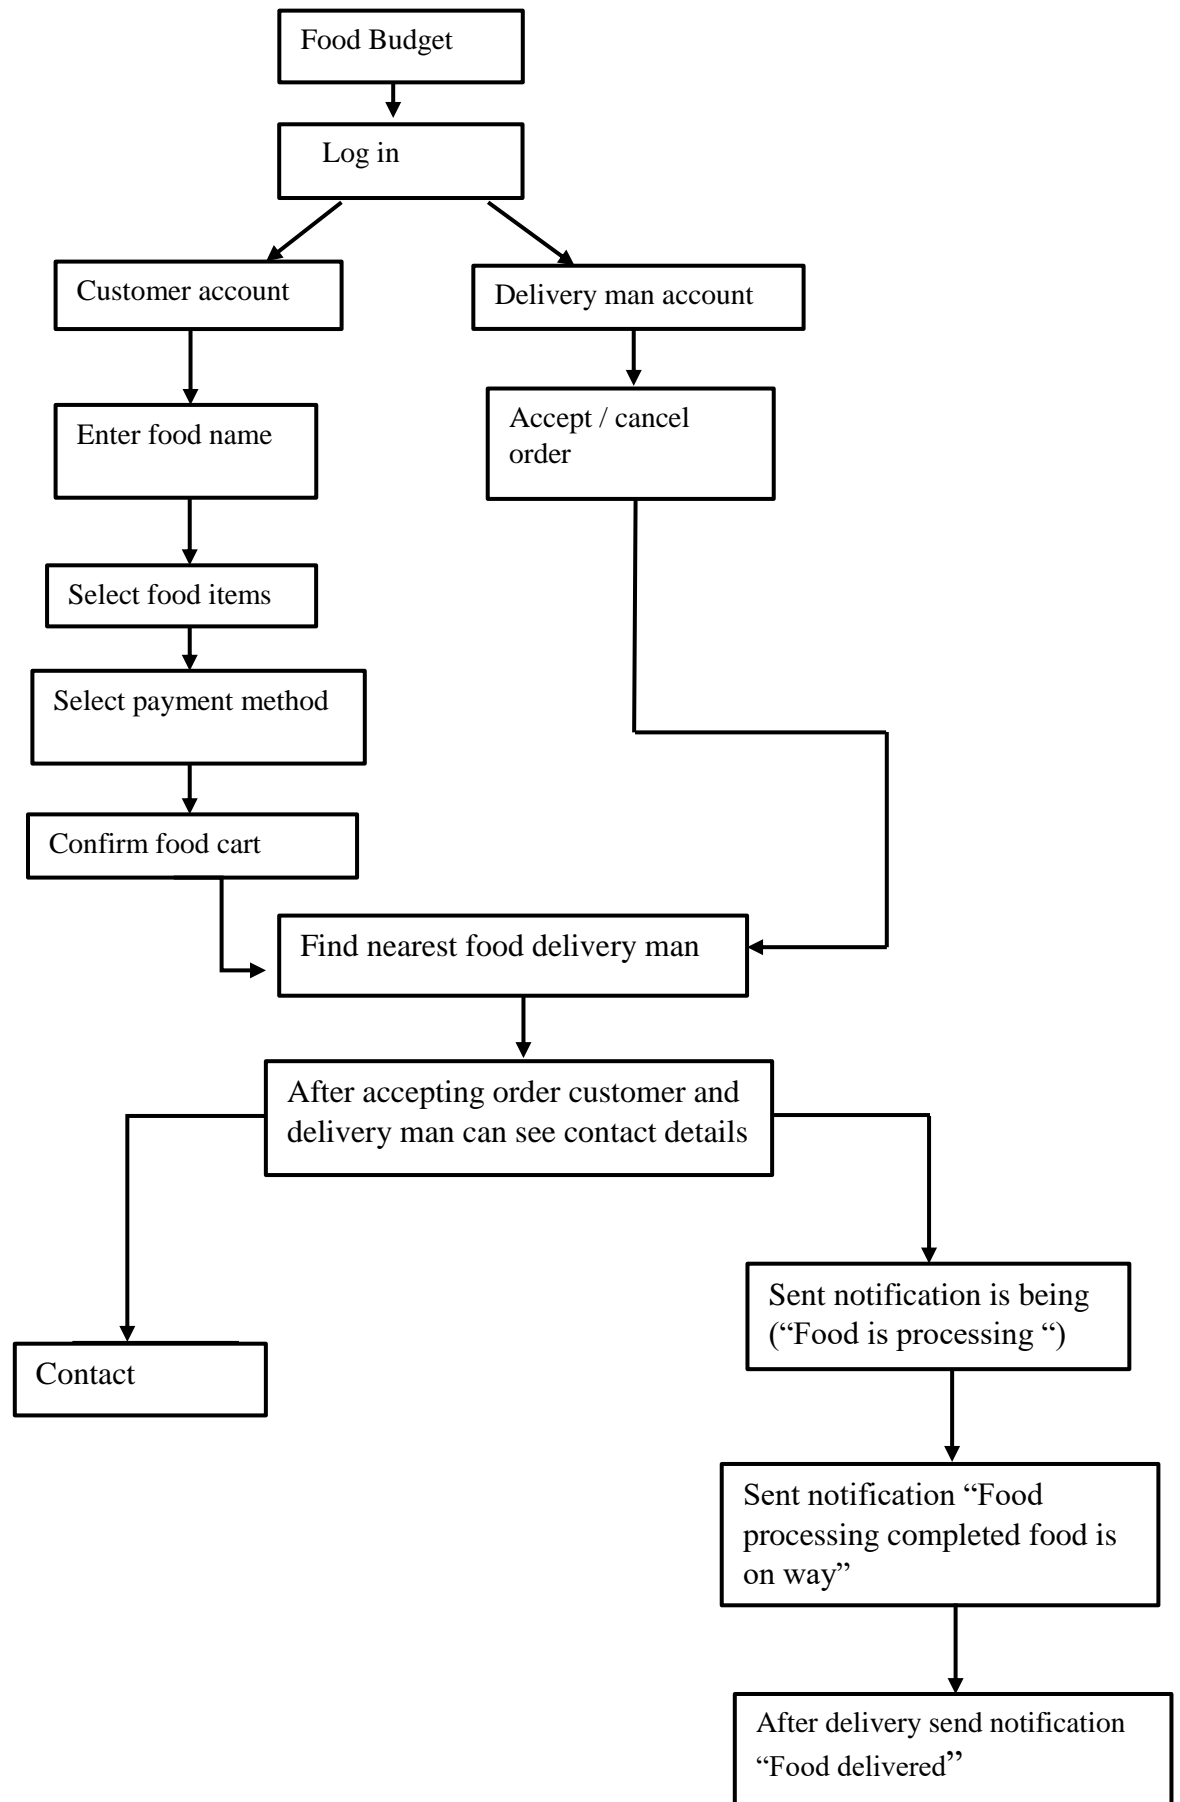 Food Budget
Log in
Customer account
Delivery man account
Enter food name
Accept / cancel
order
Select food items
Select payment method
Confirm food cart
Find nearest food delivery man
After accepting order customer and
delivery man can see contact details
Sent notification is being
(“Food is processing “)
Contact
Sent notification “Food
processing completed food is
on way”
After delivery send notification
“Food delivered”